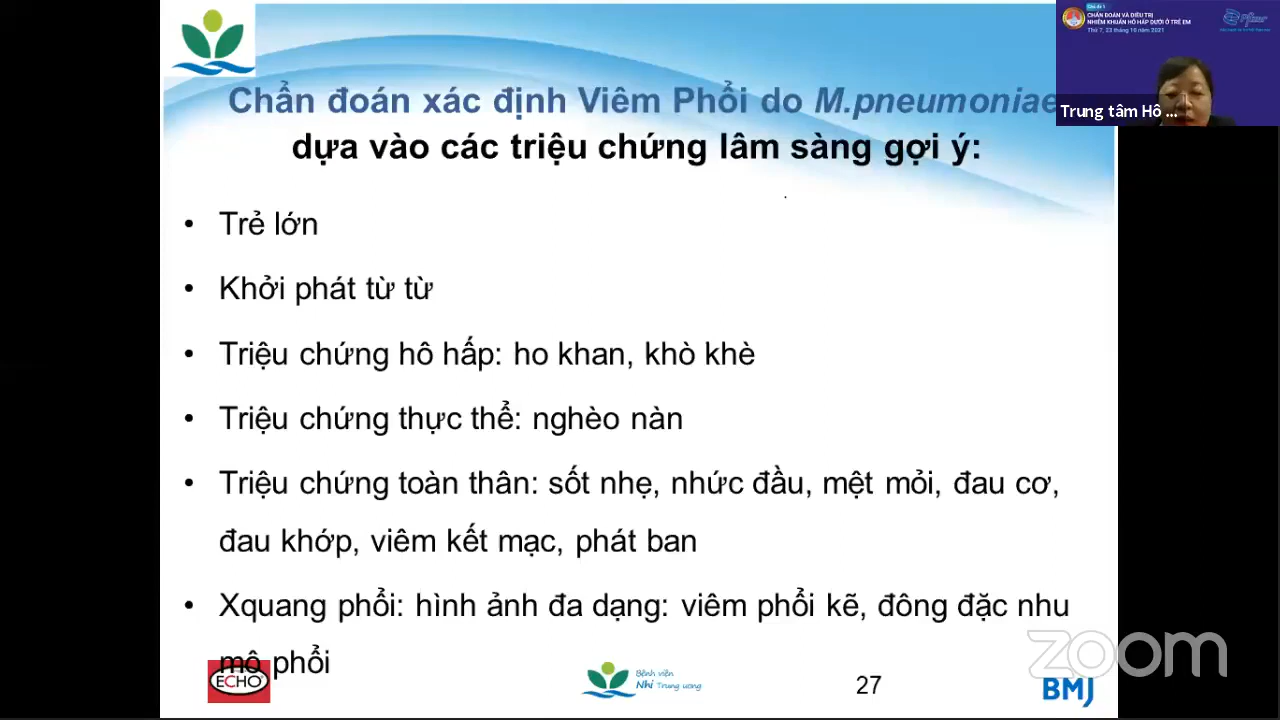 Chủ đề 1
CHẨN ĐOÁN VÀ ĐIỀU TRỊ
NHIỄM KHUẨN HÔ HẤP DƯỚI Ở TRẺ EM
Thứ 7, 23 tháng 10 năm 2021
Pfizer
Trung tâm Hô ...
Chẩn đoán xác định Viêm Phổi do M.pneumoniae
dựa vào các triệu chứng lâm sàng gợi ý:
• Trẻ lớn
• Khởi phát từ từ
• Triệu chứng hô hấp: ho khan, khò khè
• Triệu chứng thực thể: nghèo nàn
• Triệu chứng toàn thân: sốt nhẹ, nhức đầu, mệt mỏi, đau cơ,
đau khớp, viêm kết mạc, phát ban
• Xquang phổi: hình ảnh đa dạng: viêm phổi kẽ, đông đặc nhu
mô phổi
zoom
ECHO
Bệnh viện
Nhi Trung ương
27
BMJ